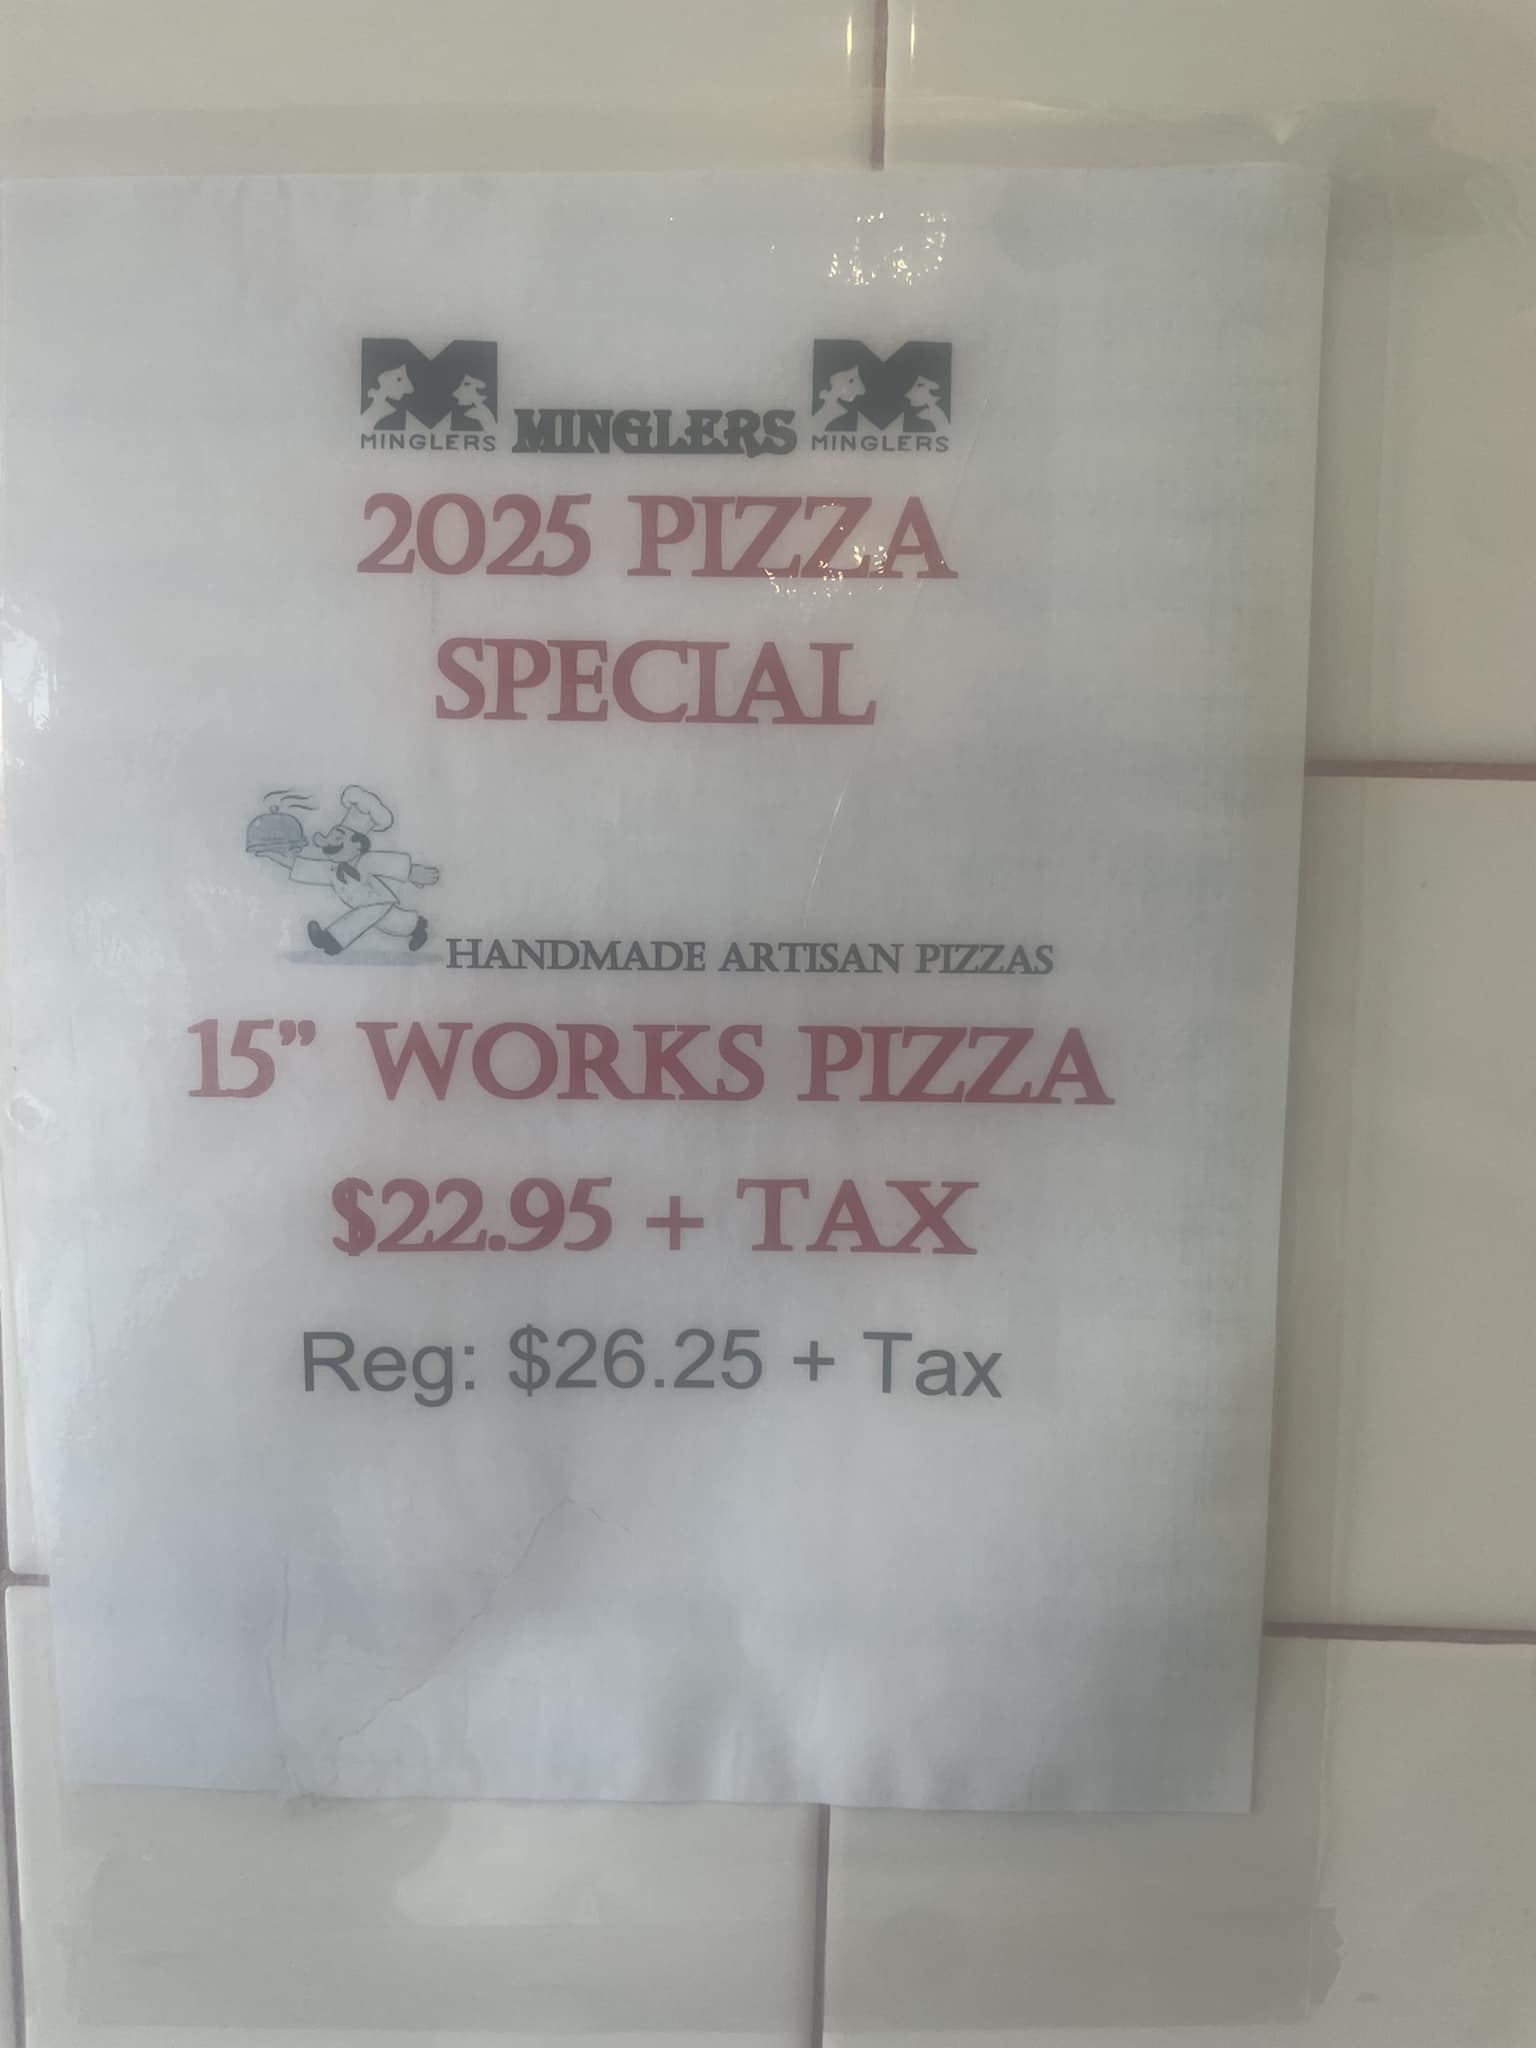 MINGLERS MINGLERS MINGLERS
2025 PIZZA
SPECIAL
HANDMADE ARTISAN PIZZAS
15” WORKS PIZZA
$22.95 + TAX
Reg: $26.25 + Tax